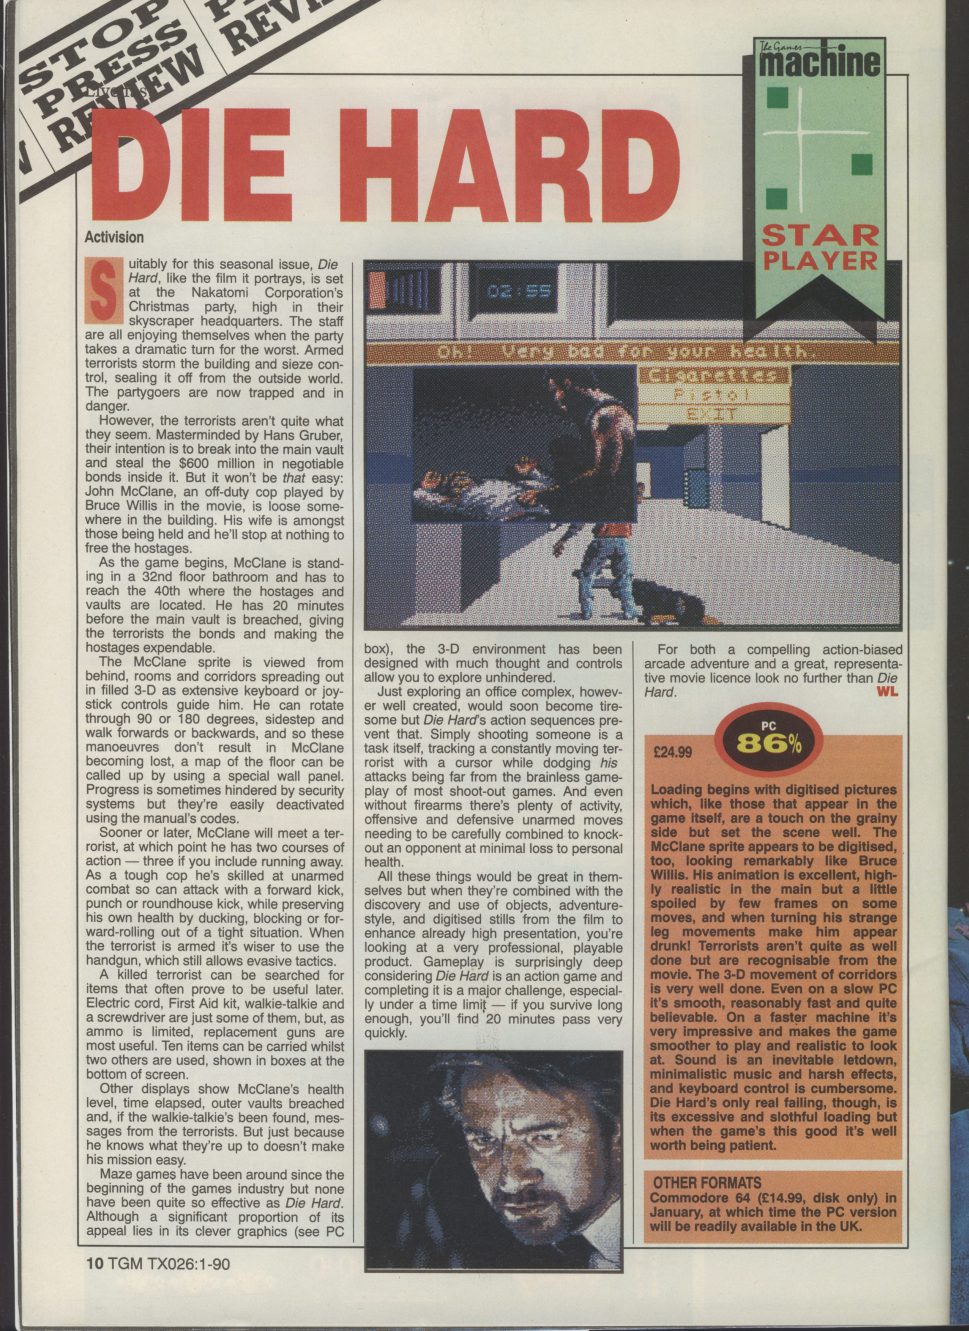 STOP
PRESS
REVIEW
PRESS
REVIEW
The Games
machine
STAR
PLAYER
DIE HARD
Activision
Suitably for this seasonal issue, Die
Hard, like the film it portrays, is set
at the Nakatomi Corporation's
Christmas party, high in their
skyscraper headquarters. The staff
are all enjoying themselves when the party
takes a dramatic turn for the worst. Armed
terrorists storm the building and sieze con-
trol, sealing it off from the outside world.
The partygoers are now trapped and in
danger.
However, the terrorists aren't quite what
they seem. Masterminded by Hans Gruber,
their intention is to break into the main vault
and steal the $600 million in negotiable
bonds inside it. But it won't be that easy:
John McClane, an off-duty cop played by
Bruce Willis in the movie, is loose some-
where in the building. His wife is amongst
those being held and he'll stop at nothing to
free the hostages.
As the game begins, McClane is stand-
ing in a 32nd floor bathroom and has to
reach the 40th where the hostages and
vaults are located. He has 20 minutes
before the main vault is breached, giving
the terrorists the bonds and making the
hostages expendable.
The McClane sprite is viewed from
behind, rooms and corridors spreading out
in filled 3-D as extensive keyboard or joy-
stick controls guide him. He can rotate
through 90 or 180 degrees, sidestep and
walk forwards or backwards, and so these
manoeuvres don't result in McClane
becoming lost, a map of the floor can be
called up by using a special wall panel.
Progress is sometimes hindered by security
systems but they're easily deactivated
using the manual's codes.
Sooner or later, McClane will meet a ter-
rorist, at which point he has two courses of
action — three if you include running away.
As a tough cop he's skilled at unarmed
combat so can attack with a forward kick,
punch or roundhouse kick, while preserving
his own health by ducking, blocking or for-
ward-rolling out of a tight situation. When
the terrorist is armed it's wiser to use the
handgun, which still allows evasive tactics.
A killed terrorist can be searched for
items that often prove to be useful later.
Electric cord, First Aid kit, walkie-talkie and
a screwdriver are just some of them, but, as
ammo is limited, replacement guns are
most useful. Ten items can be carried whilst
two others are used, shown in boxes at the
bottom of screen.
Other displays show McClane's health
level, time elapsed, outer vaults breached
and, if the walkie-talkie's been found, mes-
sages from the terrorists. But just because
he knows what they're up to doesn't make
his mission easy.
Maze games have been around since the
beginning of the games industry but none
have been quite so effective as Die Hard.
Although a significant proportion of its
appeal lies in its clever graphics (see PC
02:55
Oh! Very bad for your health.
Cigarettes
Pistol
EXIT
box), the 3-D environment has been
designed with much thought and controls
allow you to explore unhindered.
Just exploring an office complex, howev-
er well created, would soon become tire-
some but Die Hard's action sequences pre-
vent that. Simply shooting someone is a
task itself, tracking a constantly moving ter-
rorist with a cursor while dodging his
attacks being far from the brainless game-
play of most shoot-out games. And even
without firearms there's plenty of activity,
offensive and defensive unarmed moves
needing to be carefully combined to knock-
out an opponent at minimal loss to personal
health.
All these things would be great in them-
selves but when they're combined with the
discovery and use of objects, adventure-
style, and digitised stills from the film to
enhance already high presentation, you're
looking at a very professional, playable
product. Gameplay is surprisingly deep
considering Die Hard is an action game and
completing it is a major challenge, especial-
ly under a time limit — if you survive long
enough, you'll find 20 minutes pass very
quickly.
For both a compelling action-biased
arcade adventure and a great, representa-
tive movie licence look no further than Die
Hard. WL
PC
86%
£24.99
Loading begins with digitised pictures
which, like those that appear in the
game itself, are a touch on the grainy
side but set the scene well. The
McClane sprite appears to be digitised,
too, looking remarkably like Bruce
Willis. His animation is excellent, high-
ly realistic in the main but a little
spoiled by few frames on some
moves, and when turning his strange
leg movements make him appear
drunk! Terrorists aren't quite as well
done but are recognisable from the
movie. The 3-D movement of corridors
is very well done. Even on a slow PC
it's smooth, reasonably fast and quite
believable. On a faster machine it's
very impressive and makes the game
smoother to play and realistic to look
at. Sound is an inevitable letdown,
minimalistic music and harsh effects,
and keyboard control is cumbersome.
Die Hard's only real failing, though, is
its excessive and slothful loading but
when the game's this good it's well
worth being patient.
OTHER FORMATS
Commodore 64 (£14.99, disk only) in
January, at which time the PC version
will be readily available in the UK.
10 TGM TX026:1-90